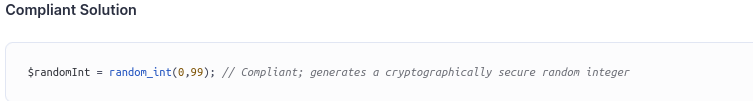 Compliant Solution
$randomInt = random_int(0,99); // Compliant; generates a cryptographically secure random integer